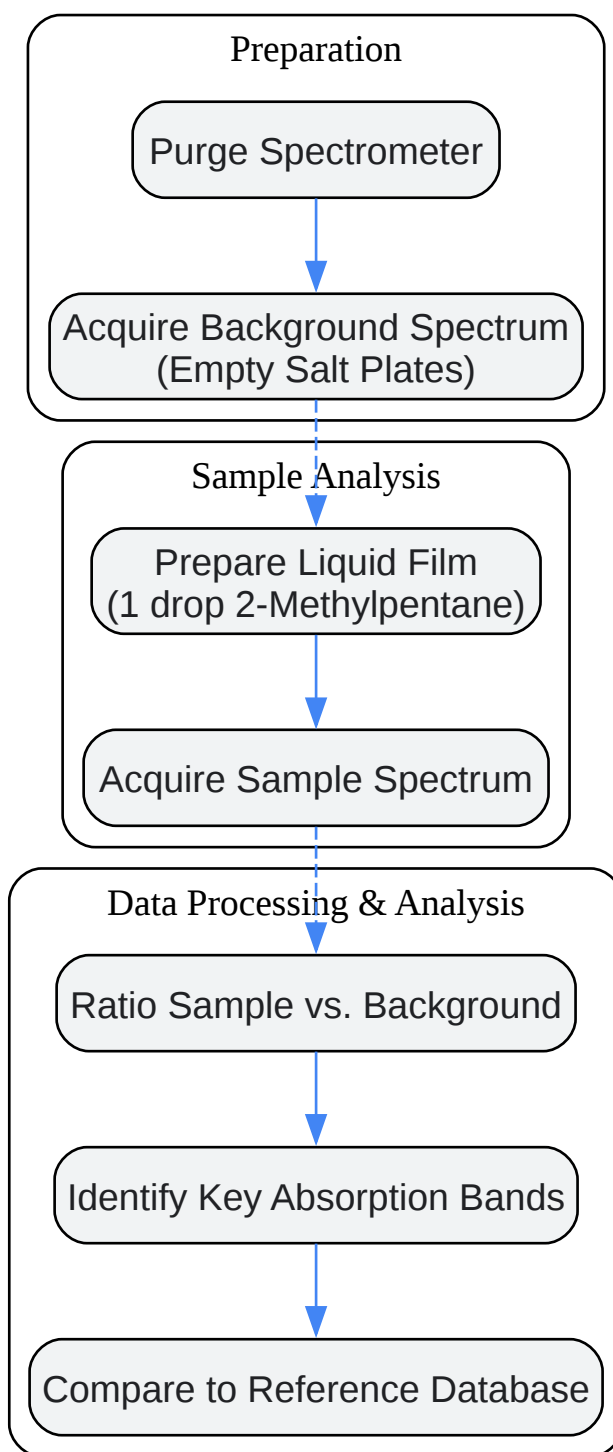 Preparation
Purge Spectrometer
Acquire Background Spectrum
(Empty Salt Plates)
Sample Analysis
Prepare Liquid Film
(1 drop 2-Methylpentane)
Acquire Sample Spectrum
Data Processing & Analysis
Ratio Sample vs. Background
Identify Key Absorption Bands
Compare to Reference Database